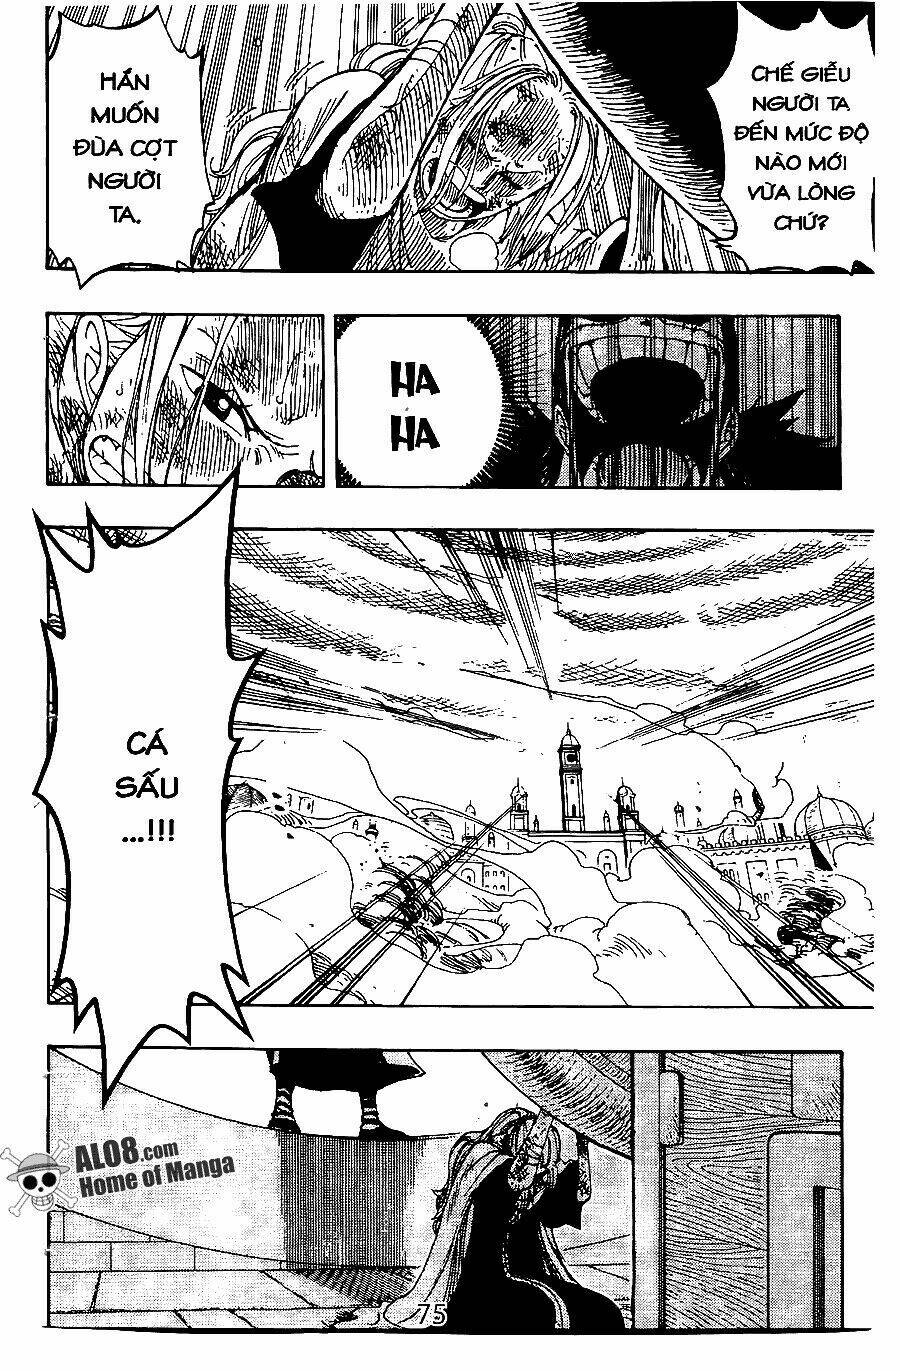 CHẾ GIỄU
NGƯỜI TA
ĐẾN MỨC ĐỘ
NÀO MỚI
VỪA LÒNG
CHỨ?
HẮN
MUỐN
ĐÙA CỢT
NGƯỜI
TA.
HA
HA
CÁ
SẤU
...!!!
ALO8.com
Home of Manga
75